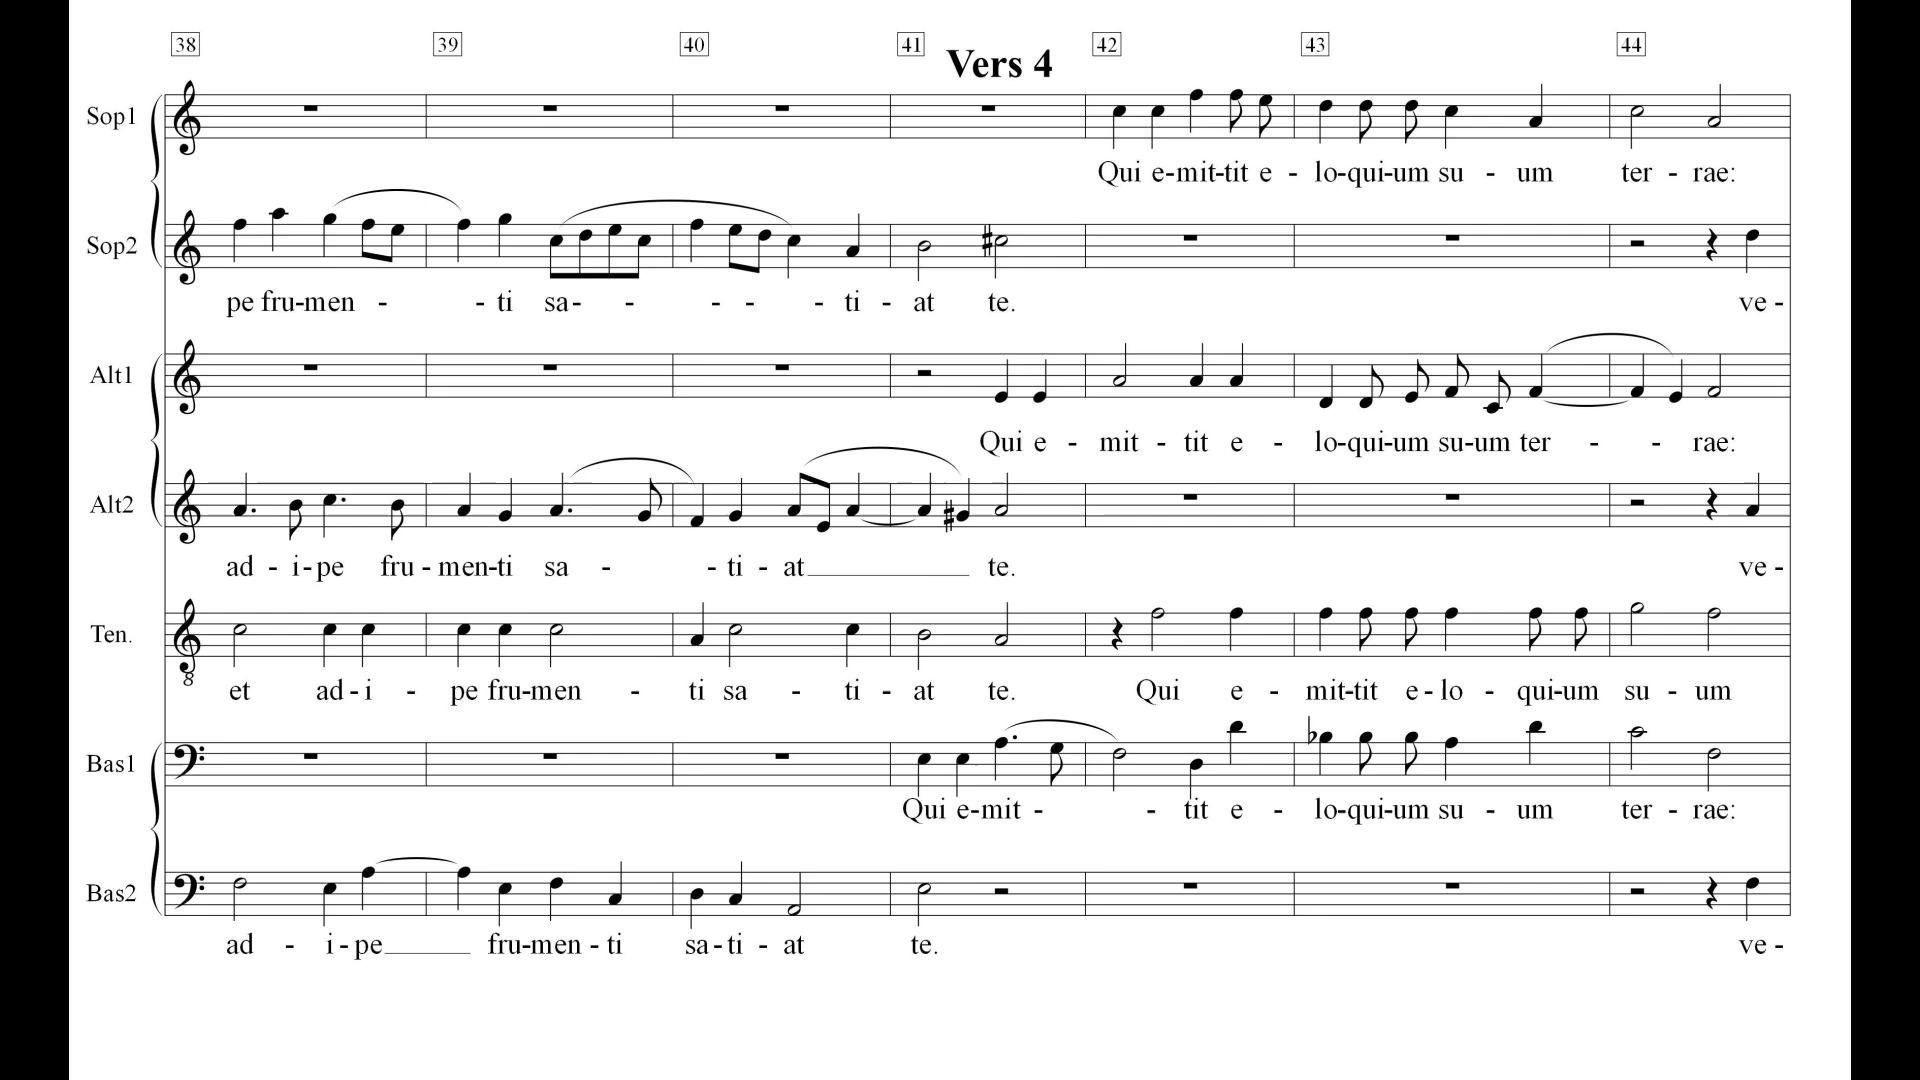 38 39 40 41 42 43 44
Vers 4
Sop1
Qui e-mit-tit e - lo-qui-um su - um ter - rae:
Sop2
pe fru-men - - ti sa- - - - - ti - at te. ve -
Alt1
Qui e - mit - tit e - lo-qui-um su-um ter - - rae:
Alt2
ad - i-pe fru - men-ti sa - - ti - at te. ve -
Ten.
8
et ad - i - pe fru-men - ti sa - ti - at te. Qui e - mit-tit e - lo - qui-um su - um
Bas1
Qui e-mit - - tit e - lo-qui-um su - um ter - rae:
Bas2
ad - i - pe fru-men - ti sa - ti - at te. ve -